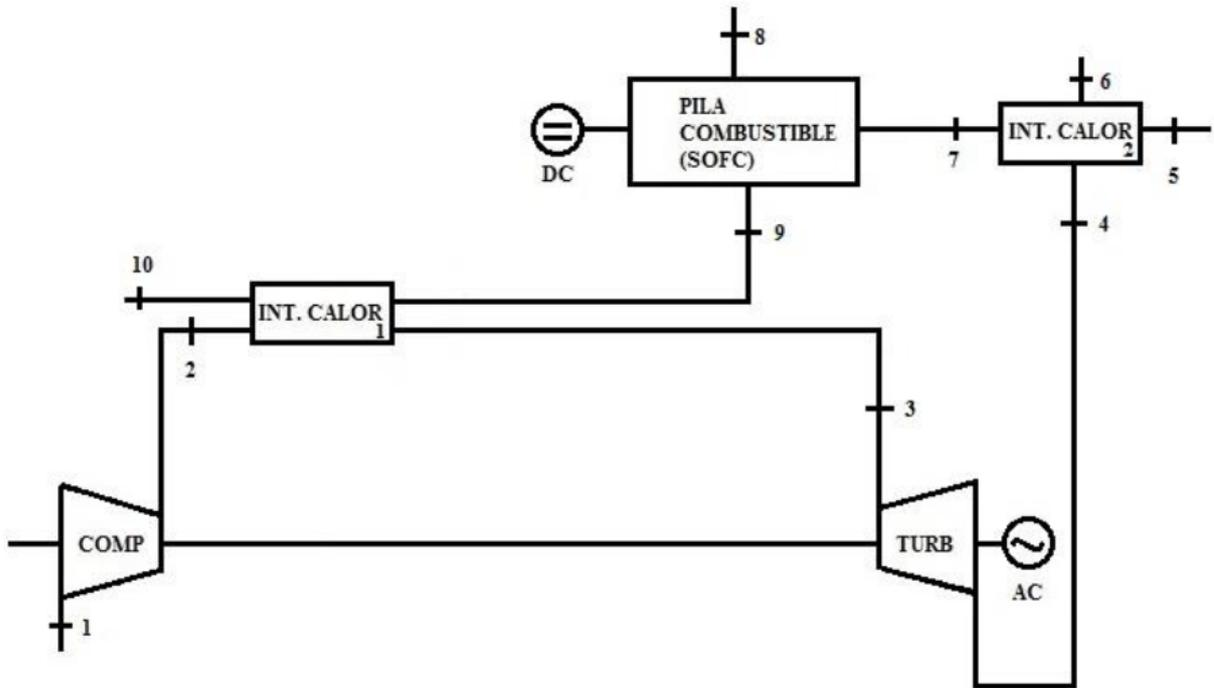 8
PILA
COMBUSTIBLE
(SOFC)
DC
6
INT. CALOR
2
7
5
4
9
10
INT. CALOR
1
2
3
COMP
TURB
AC
1